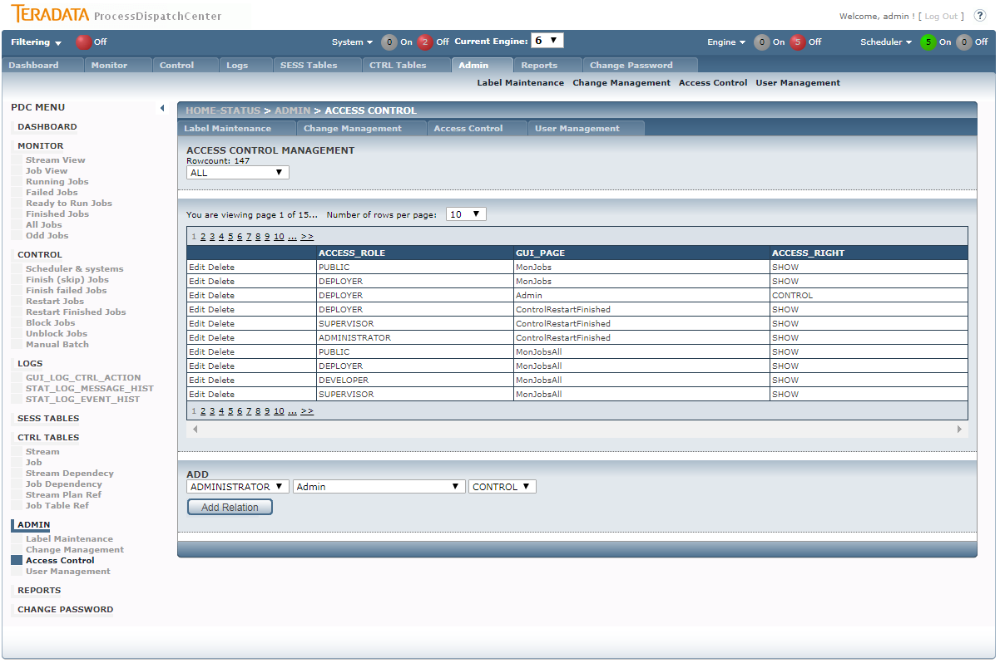 TERADATA ProcessDispatchCenter
Welcome, admin ! [ Log Out ] ?
Filtering Off System 0 On 2 Off Current Engine: 6 Engine 0 On 5 Off Scheduler 5 On 0 Off
Dashboard Monitor Control Logs SESS Tables CTRL Tables Admin Reports Change Password
Label Maintenance Change Management Access Control User Management
PDC MENU
DASHBOARD
MONITOR
Stream View
Job View
Running Jobs
Failed Jobs
Ready to Run Jobs
Finished Jobs
All Jobs
Odd Jobs
CONTROL
Scheduler & systems
Finish (skip) Jobs
Finish failed Jobs
Restart Jobs
Restart Finished Jobs
Block Jobs
Unblock Jobs
Manual Batch
LOGS
GUI_LOG_CTRL_ACTION
STAT_LOG_MESSAGE_HIST
STAT_LOG_EVENT_HIST
SESS TABLES
CTRL TABLES
Stream
Job
Stream Dependecy
Job Dependency
Stream Plan Ref
Job Table Ref
ADMIN
Label Maintenance
Change Management
Access Control
User Management
REPORTS
CHANGE PASSWORD
HOME-STATUS > ADMIN > ACCESS CONTROL
Label Maintenance Change Management Access Control User Management
ACCESS CONTROL MANAGEMENT
Rowcount: 147
ALL
You are viewing page 1 of 15... Number of rows per page: 10
1 2 3 4 5 6 7 8 9 10 ... >>
ACCESS_ROLE GUI_PAGE ACCESS_RIGHT
Edit Delete PUBLIC MonJobs SHOW
Edit Delete DEPLOYER MonJobs SHOW
Edit Delete DEPLOYER Admin CONTROL
Edit Delete DEPLOYER ControlRestartFinished SHOW
Edit Delete SUPERVISOR ControlRestartFinished SHOW
Edit Delete ADMINISTRATOR ControlRestartFinished SHOW
Edit Delete PUBLIC MonJobsAll SHOW
Edit Delete DEPLOYER MonJobsAll SHOW
Edit Delete DEVELOPER MonJobsAll SHOW
Edit Delete SUPERVISOR MonJobsAll SHOW
1 2 3 4 5 6 7 8 9 10 ... >>
ADD
ADMINISTRATOR Admin CONTROL
Add Relation